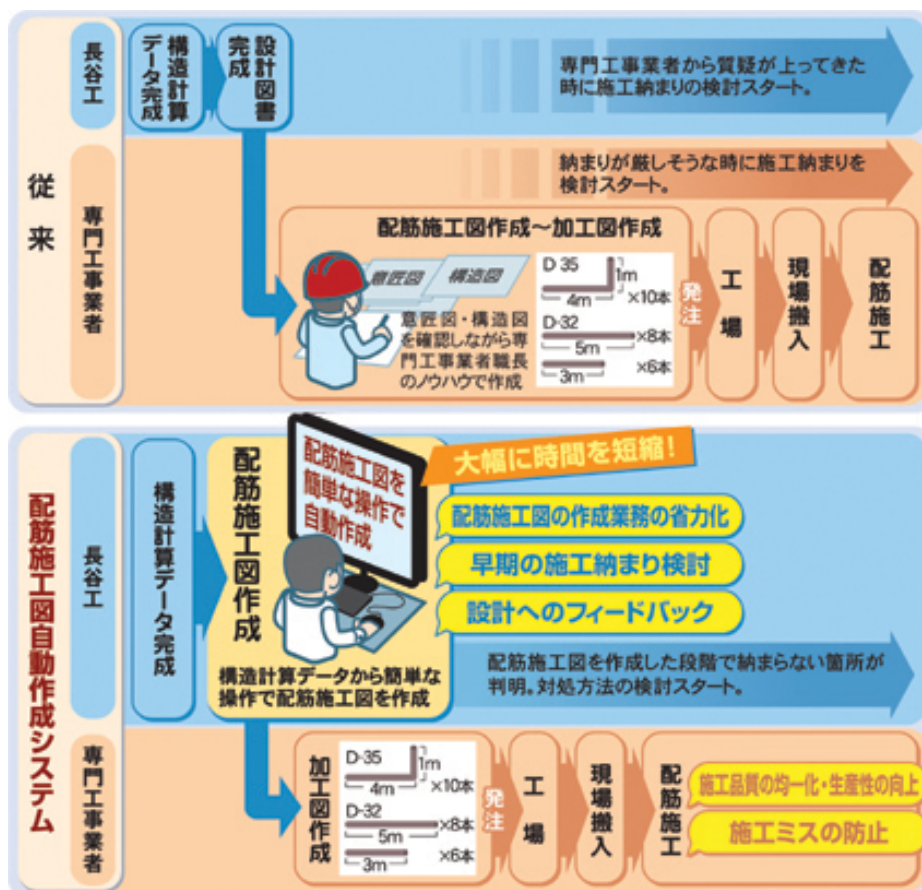 従来
長谷工
構造計算
データ完成
設計図書
完成
専門工事業者から質疑が上ってきた
時に施工納まりの検討スタート。
専門工事業者
納まりが厳しそうな時に施工納まりを
検討スタート。
配筋施工図作成～加工図作成
意匠図
構造図
意匠図・構造図
を確認しながら専
門工事業者職長
のノウハウで作成
D 35
1m
4m
×10本
D-32
×8本
5m
×6本
3m
発注
工場
現場搬入
配筋施工
配筋施工図自動作成システム
長谷工
構造計算データ完成
配筋施工図作成
配筋施工図を
簡単な操作で
自動作成
構造計算データから簡単な
操作で配筋施工図を作成
大幅に時間を短縮！
配筋施工図の作成業務の省力化
早期の施工納まり検討
設計へのフィードバック
配筋施工図を作成した段階で納まらない箇所が
判明。対処方法の検討スタート。
専門工事業者
加工図作成
D-35
1m
4m
×10本
D-32
×8本
5m
×6本
3m
発注
工場
現場搬入
配筋施工
施工品質の均一化・生産性の向上
施工ミスの防止